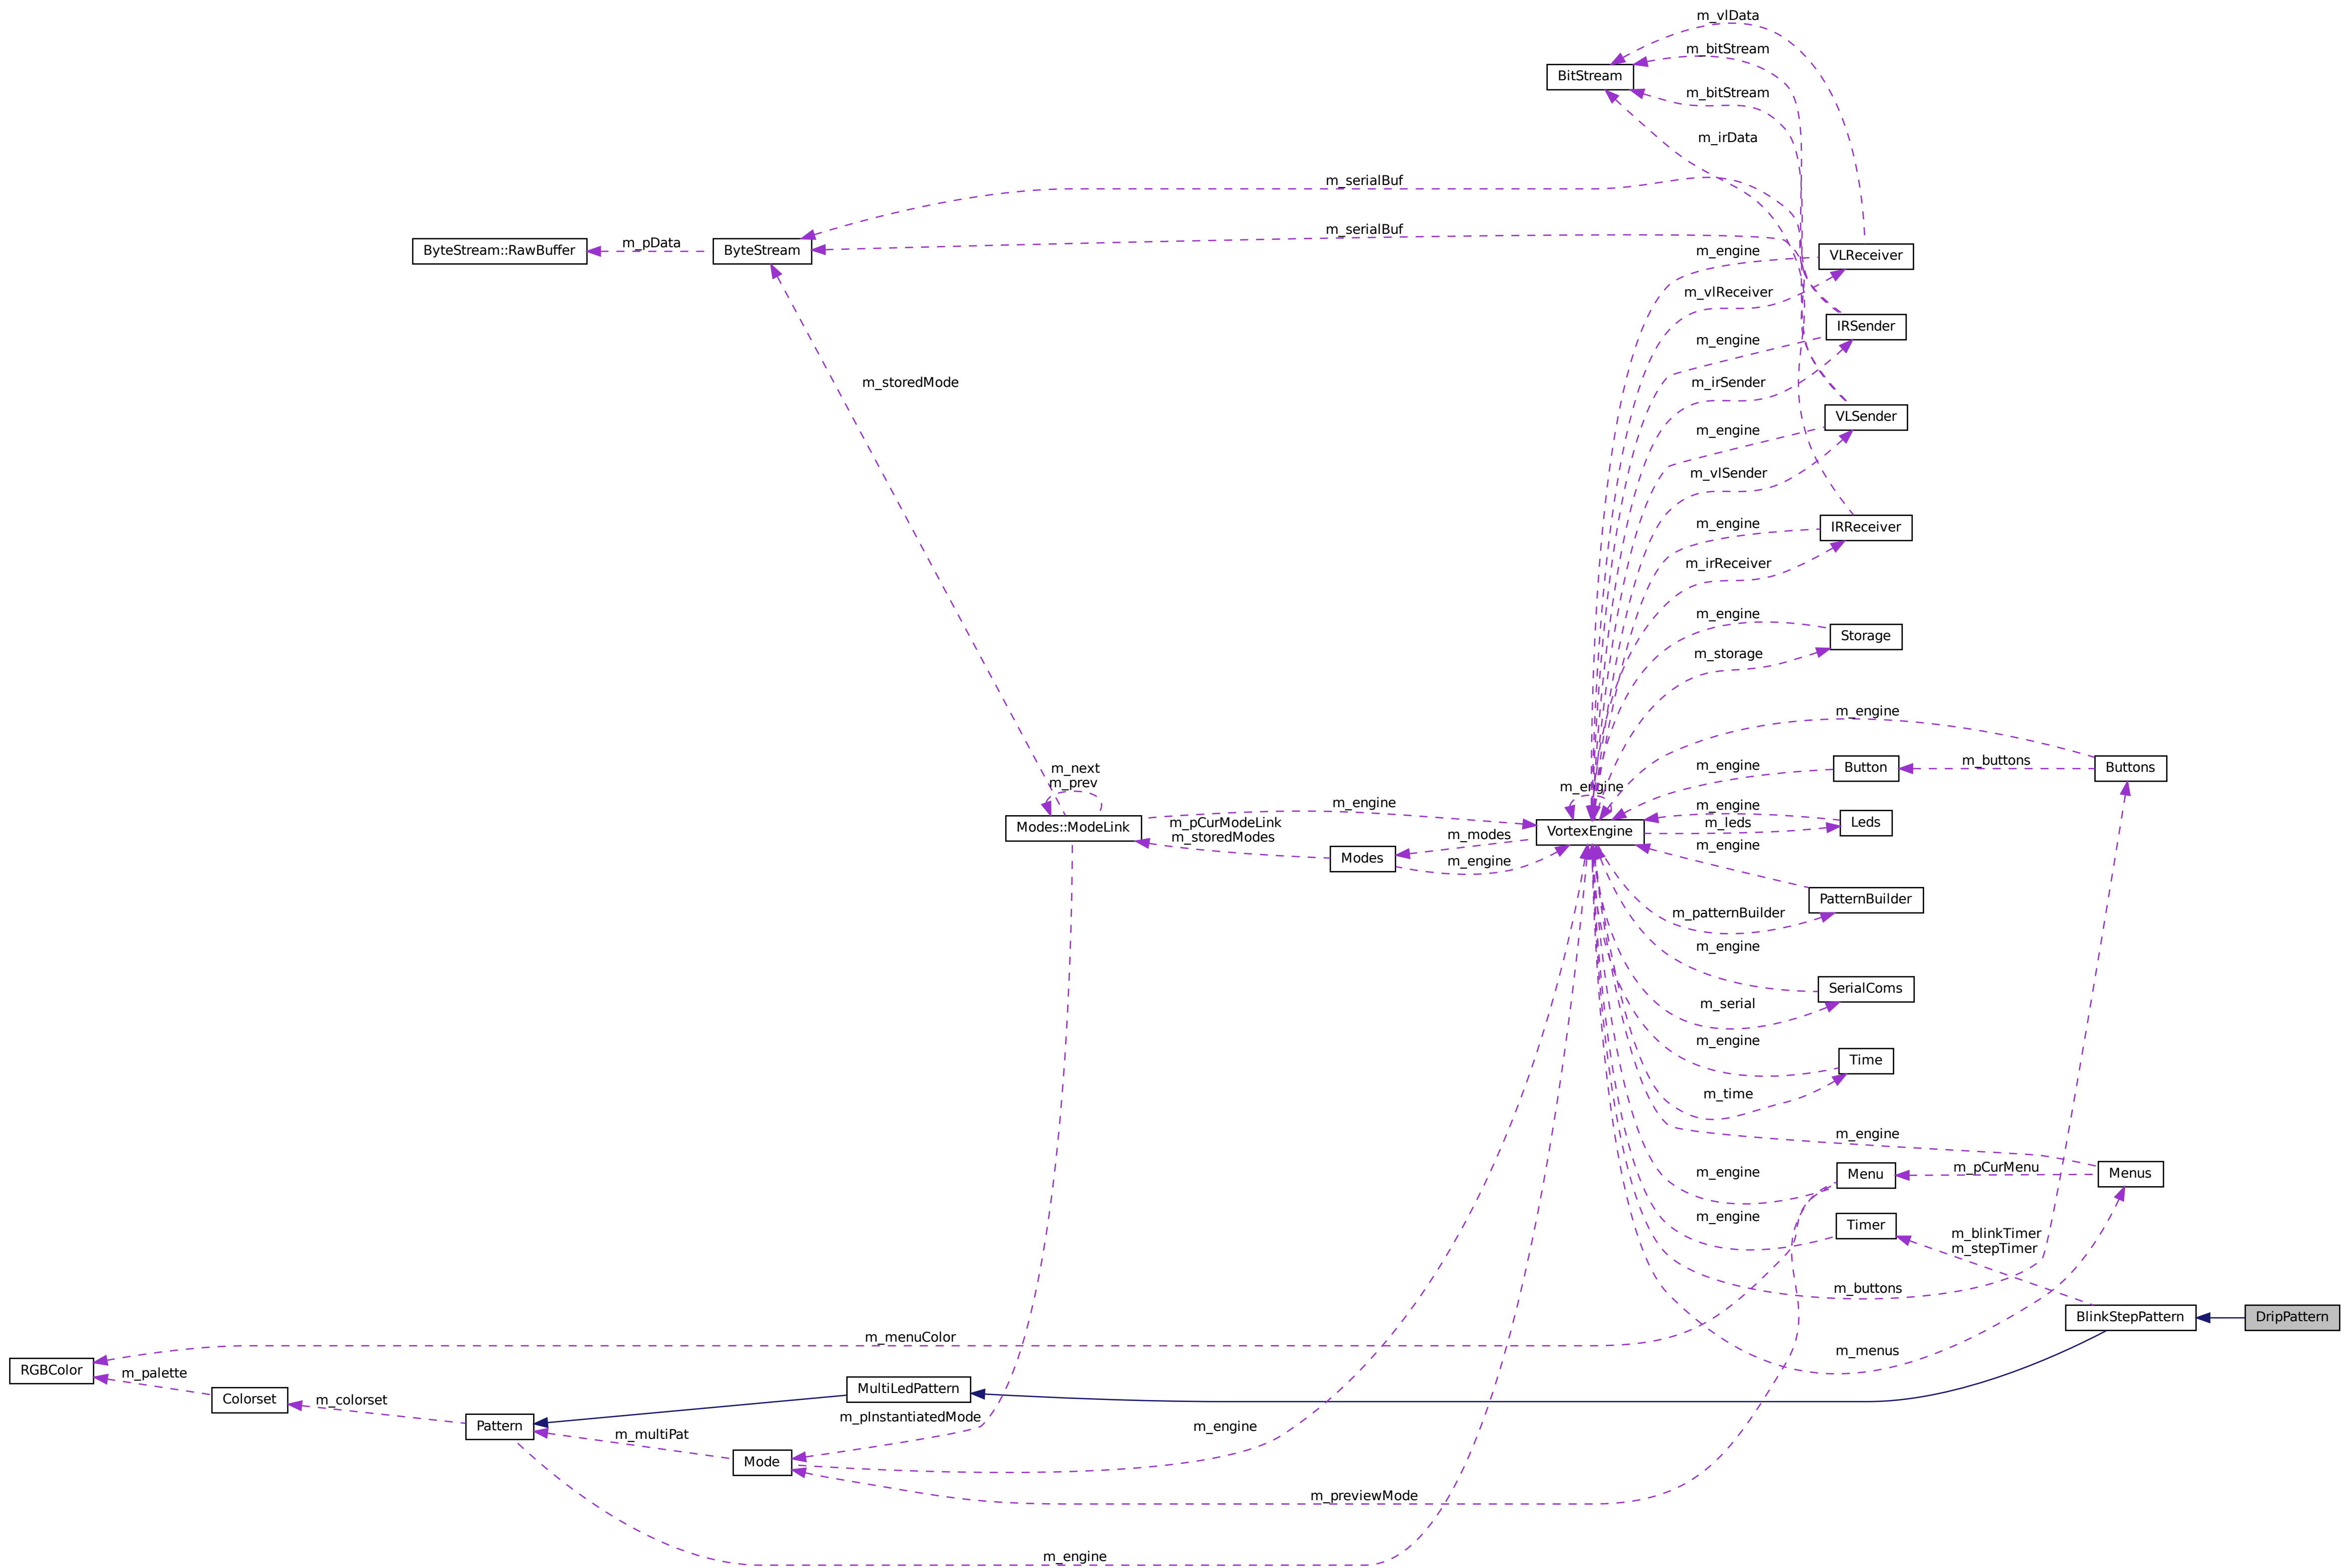 m_vlData
m_bitStream
BitStream
m_bitStream
m_irData
m_serialBuf
m_serialBuf
ByteStream::RawBuffer
m_pData
ByteStream
m_engine
VLReceiver
m_vlReceiver
IRSender
m_engine
m_storedMode
m_irSender
VLSender
m_engine
m_vlSender
m_engine
IRReceiver
m_irReceiver
m_engine
Storage
m_storage
m_engine
m_buttons
m_engine
Button
Buttons
m_next
m_prev
m_engine
m_engine
m_engine
m_pCurModeLink
m_leds
Leds
Modes::ModeLink
m_storedModes
m_modes
VortexEngine
m_engine
Modes
m_engine
PatternBuilder
m_patternBuilder
m_engine
SerialComs
m_serial
m_engine
Time
m_time
m_engine
m_engine
Menu
m_pCurMenu
Menus
m_engine
Timer
m_blinkTimer
m_stepTimer
m_buttons
BlinkStepPattern
DripPattern
m_menuColor
m_menus
RGBColor
m_palette
Colorset
m_colorset
MultiLedPattern
m_pInstantiatedMode
Pattern
m_multiPat
m_engine
Mode
m_previewMode
m_engine